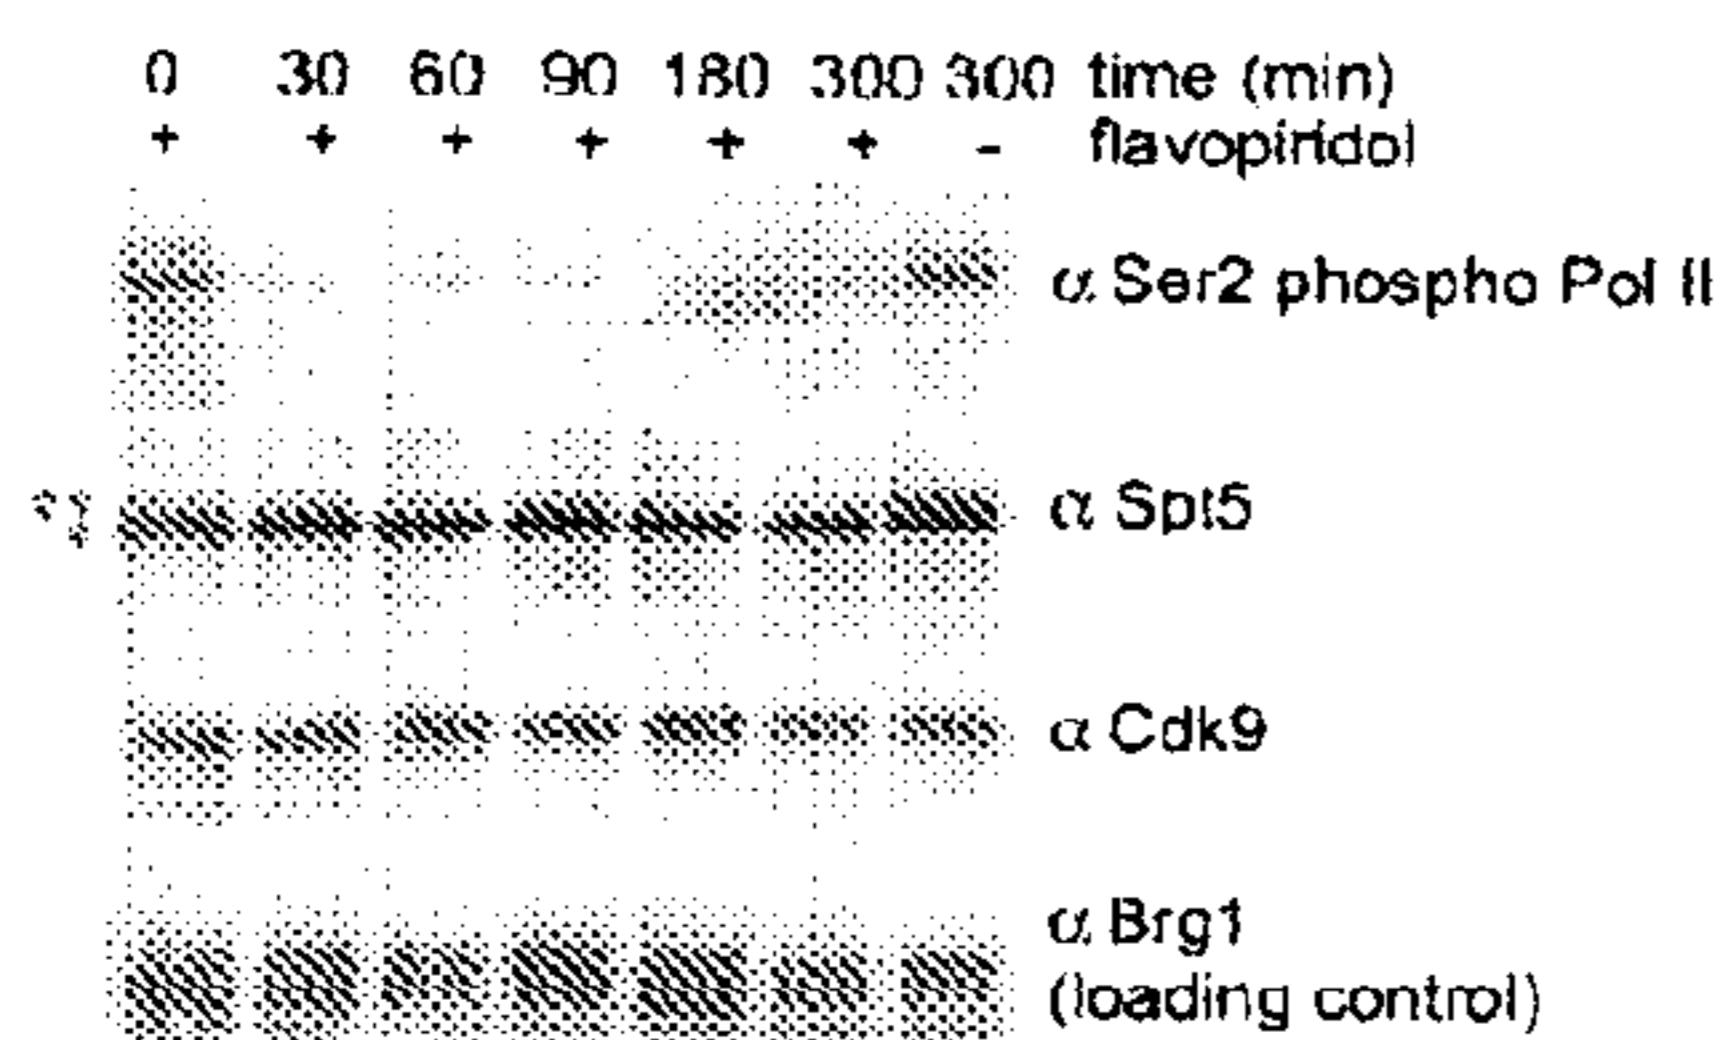 0 30 60 90 180 300 300 time (min)
+ + + + + + - flavopiridol
α Ser2 phospho Pol II
α Spt5
α Cdk9
α Brg1
(loading control)